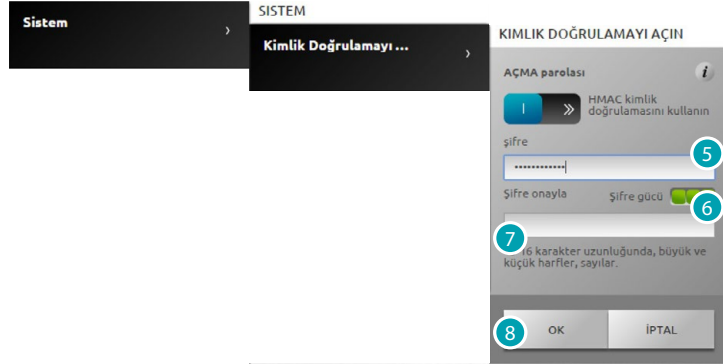 Sistem
SISTEM
Kimlik Doğrulamayı ...
KIMLIK DOĞRULAMAYI AÇIN
AÇMA parolası
i
HMAC kimlik
doğrulamasını kullanın
şifre
5
Şifre onayla
Şifre gücü
6
7
16 karakter uzunluğunda, büyük ve
küçük harfler, sayılar.
8
OK
İPTAL